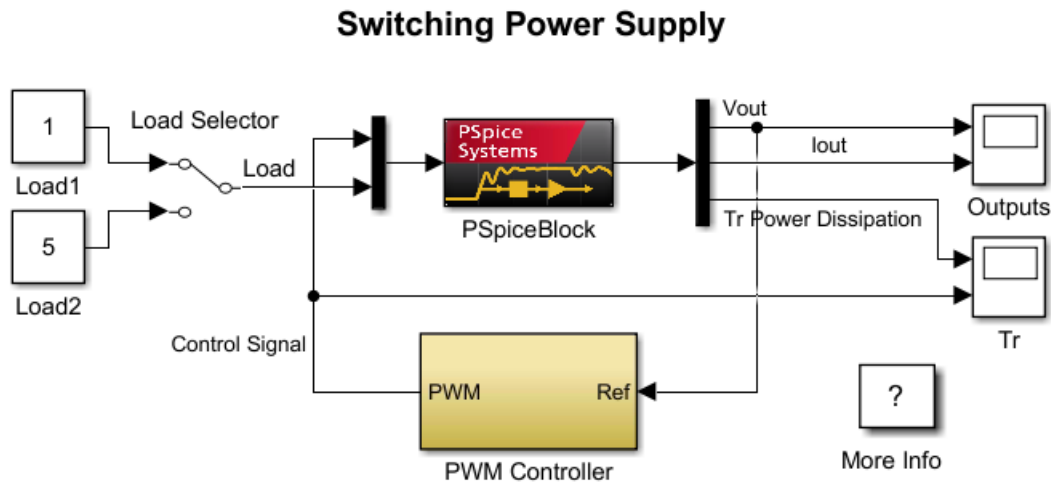 Switching Power Supply
1
Load1
Load Selector
Load
5
Load2
PSpice
Systems
PSpiceBlock
Vout
Iout
Tr Power Dissipation
Outputs
Tr
Control Signal
PWM
Ref
PWM Controller
?
More Info